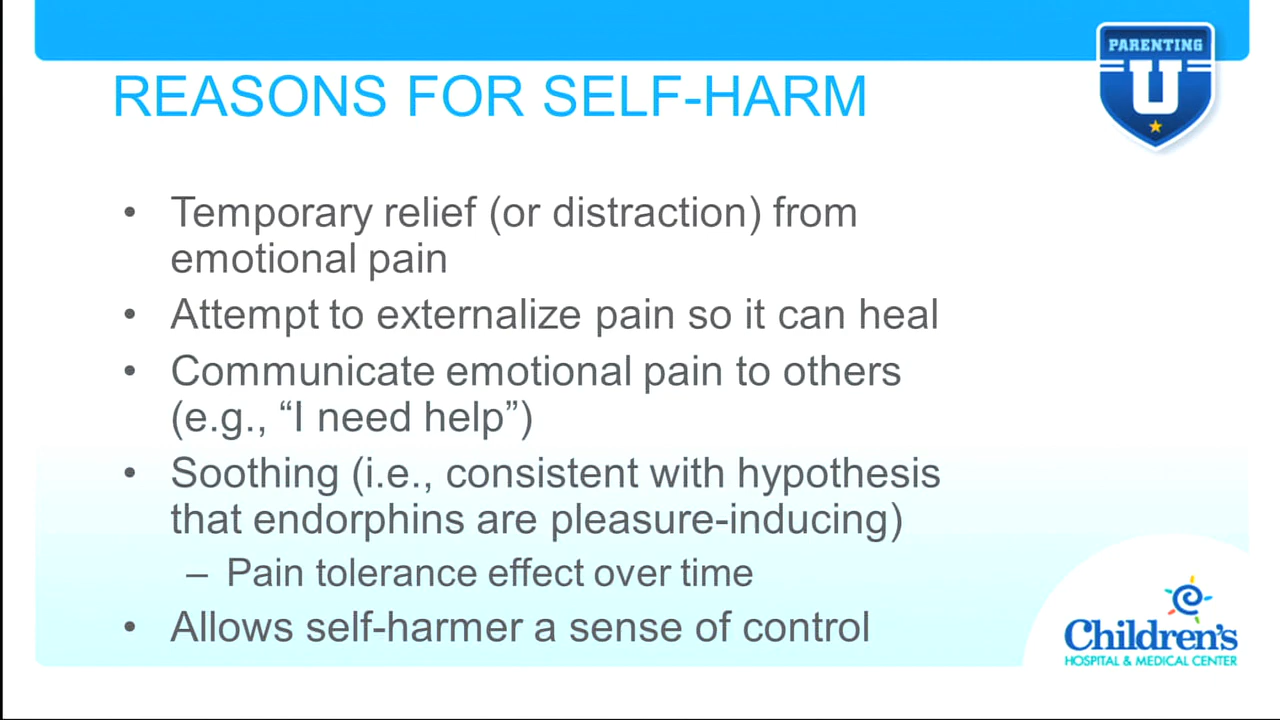 PARENTING
U
REASONS FOR SELF-HARM
• Temporary relief (or distraction) from
emotional pain
• Attempt to externalize pain so it can heal
• Communicate emotional pain to others
(e.g., “I need help”)
• Soothing (i.e., consistent with hypothesis
that endorphins are pleasure-inducing)
– Pain tolerance effect over time
• Allows self-harmer a sense of control
Children's
HOSPITAL & MEDICAL CENTER